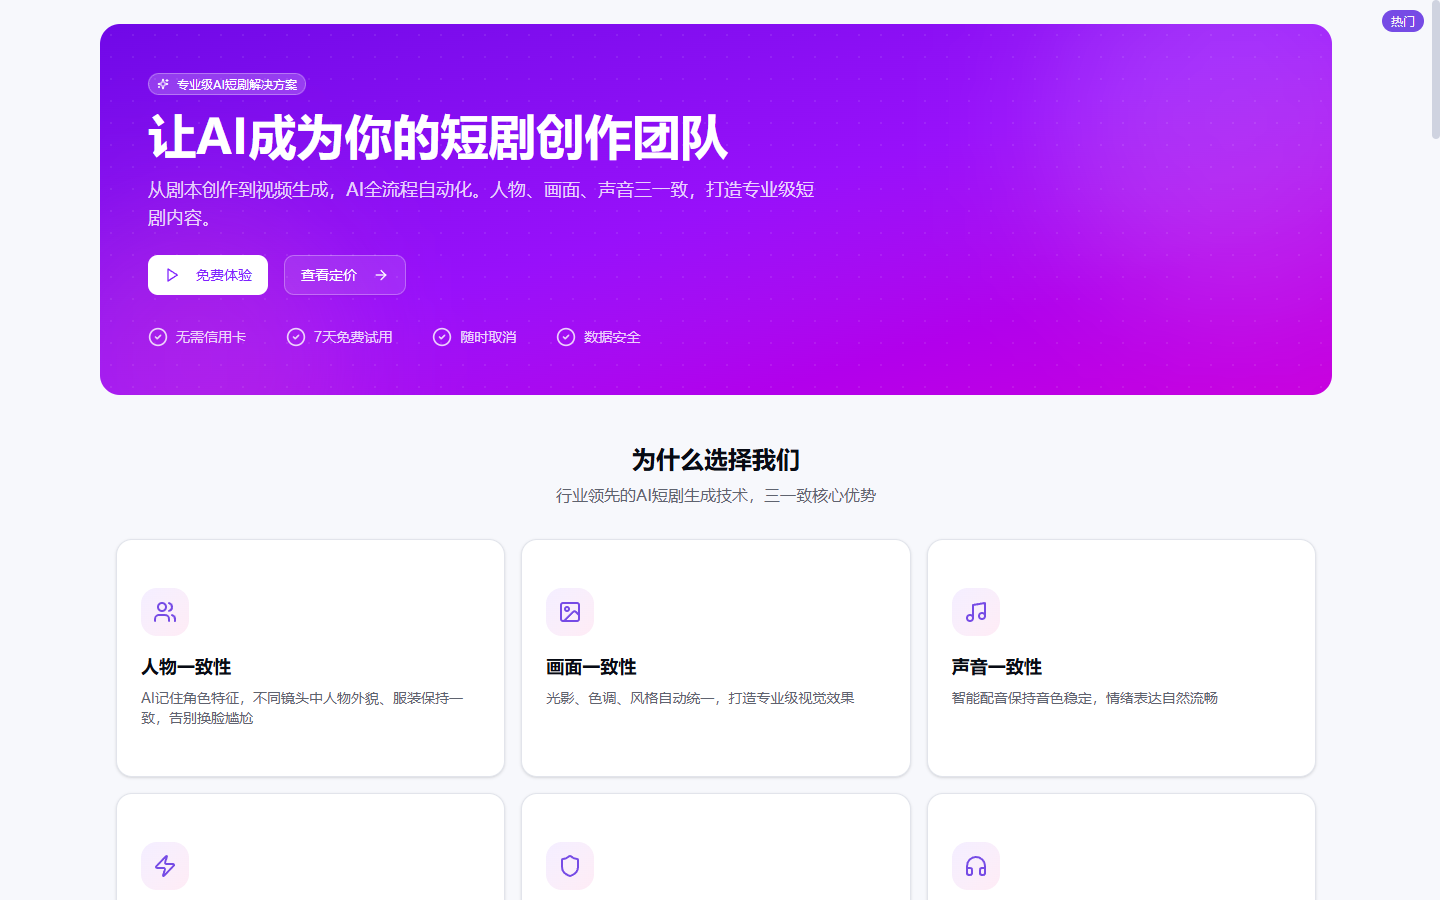 热门
专业级AI短剧解决方案
让AI成为你的短剧创作团队
从剧本创作到视频生成，AI全流程自动化。人物、画面、声音三一致，打造专业级短
剧内容。
免费体验
查看定价
无需信用卡
7天免费试用
随时取消
数据安全
为什么选择我们
行业领先的AI短剧生成技术，三一致核心优势
人物一致性
AI记住角色特征，不同镜头中人物外貌、服装保持一
致，告别换脸尴尬
画面一致性
光影、色调、风格自动统一，打造专业级视觉效果
声音一致性
智能配音保持音色稳定，情绪表达自然流畅